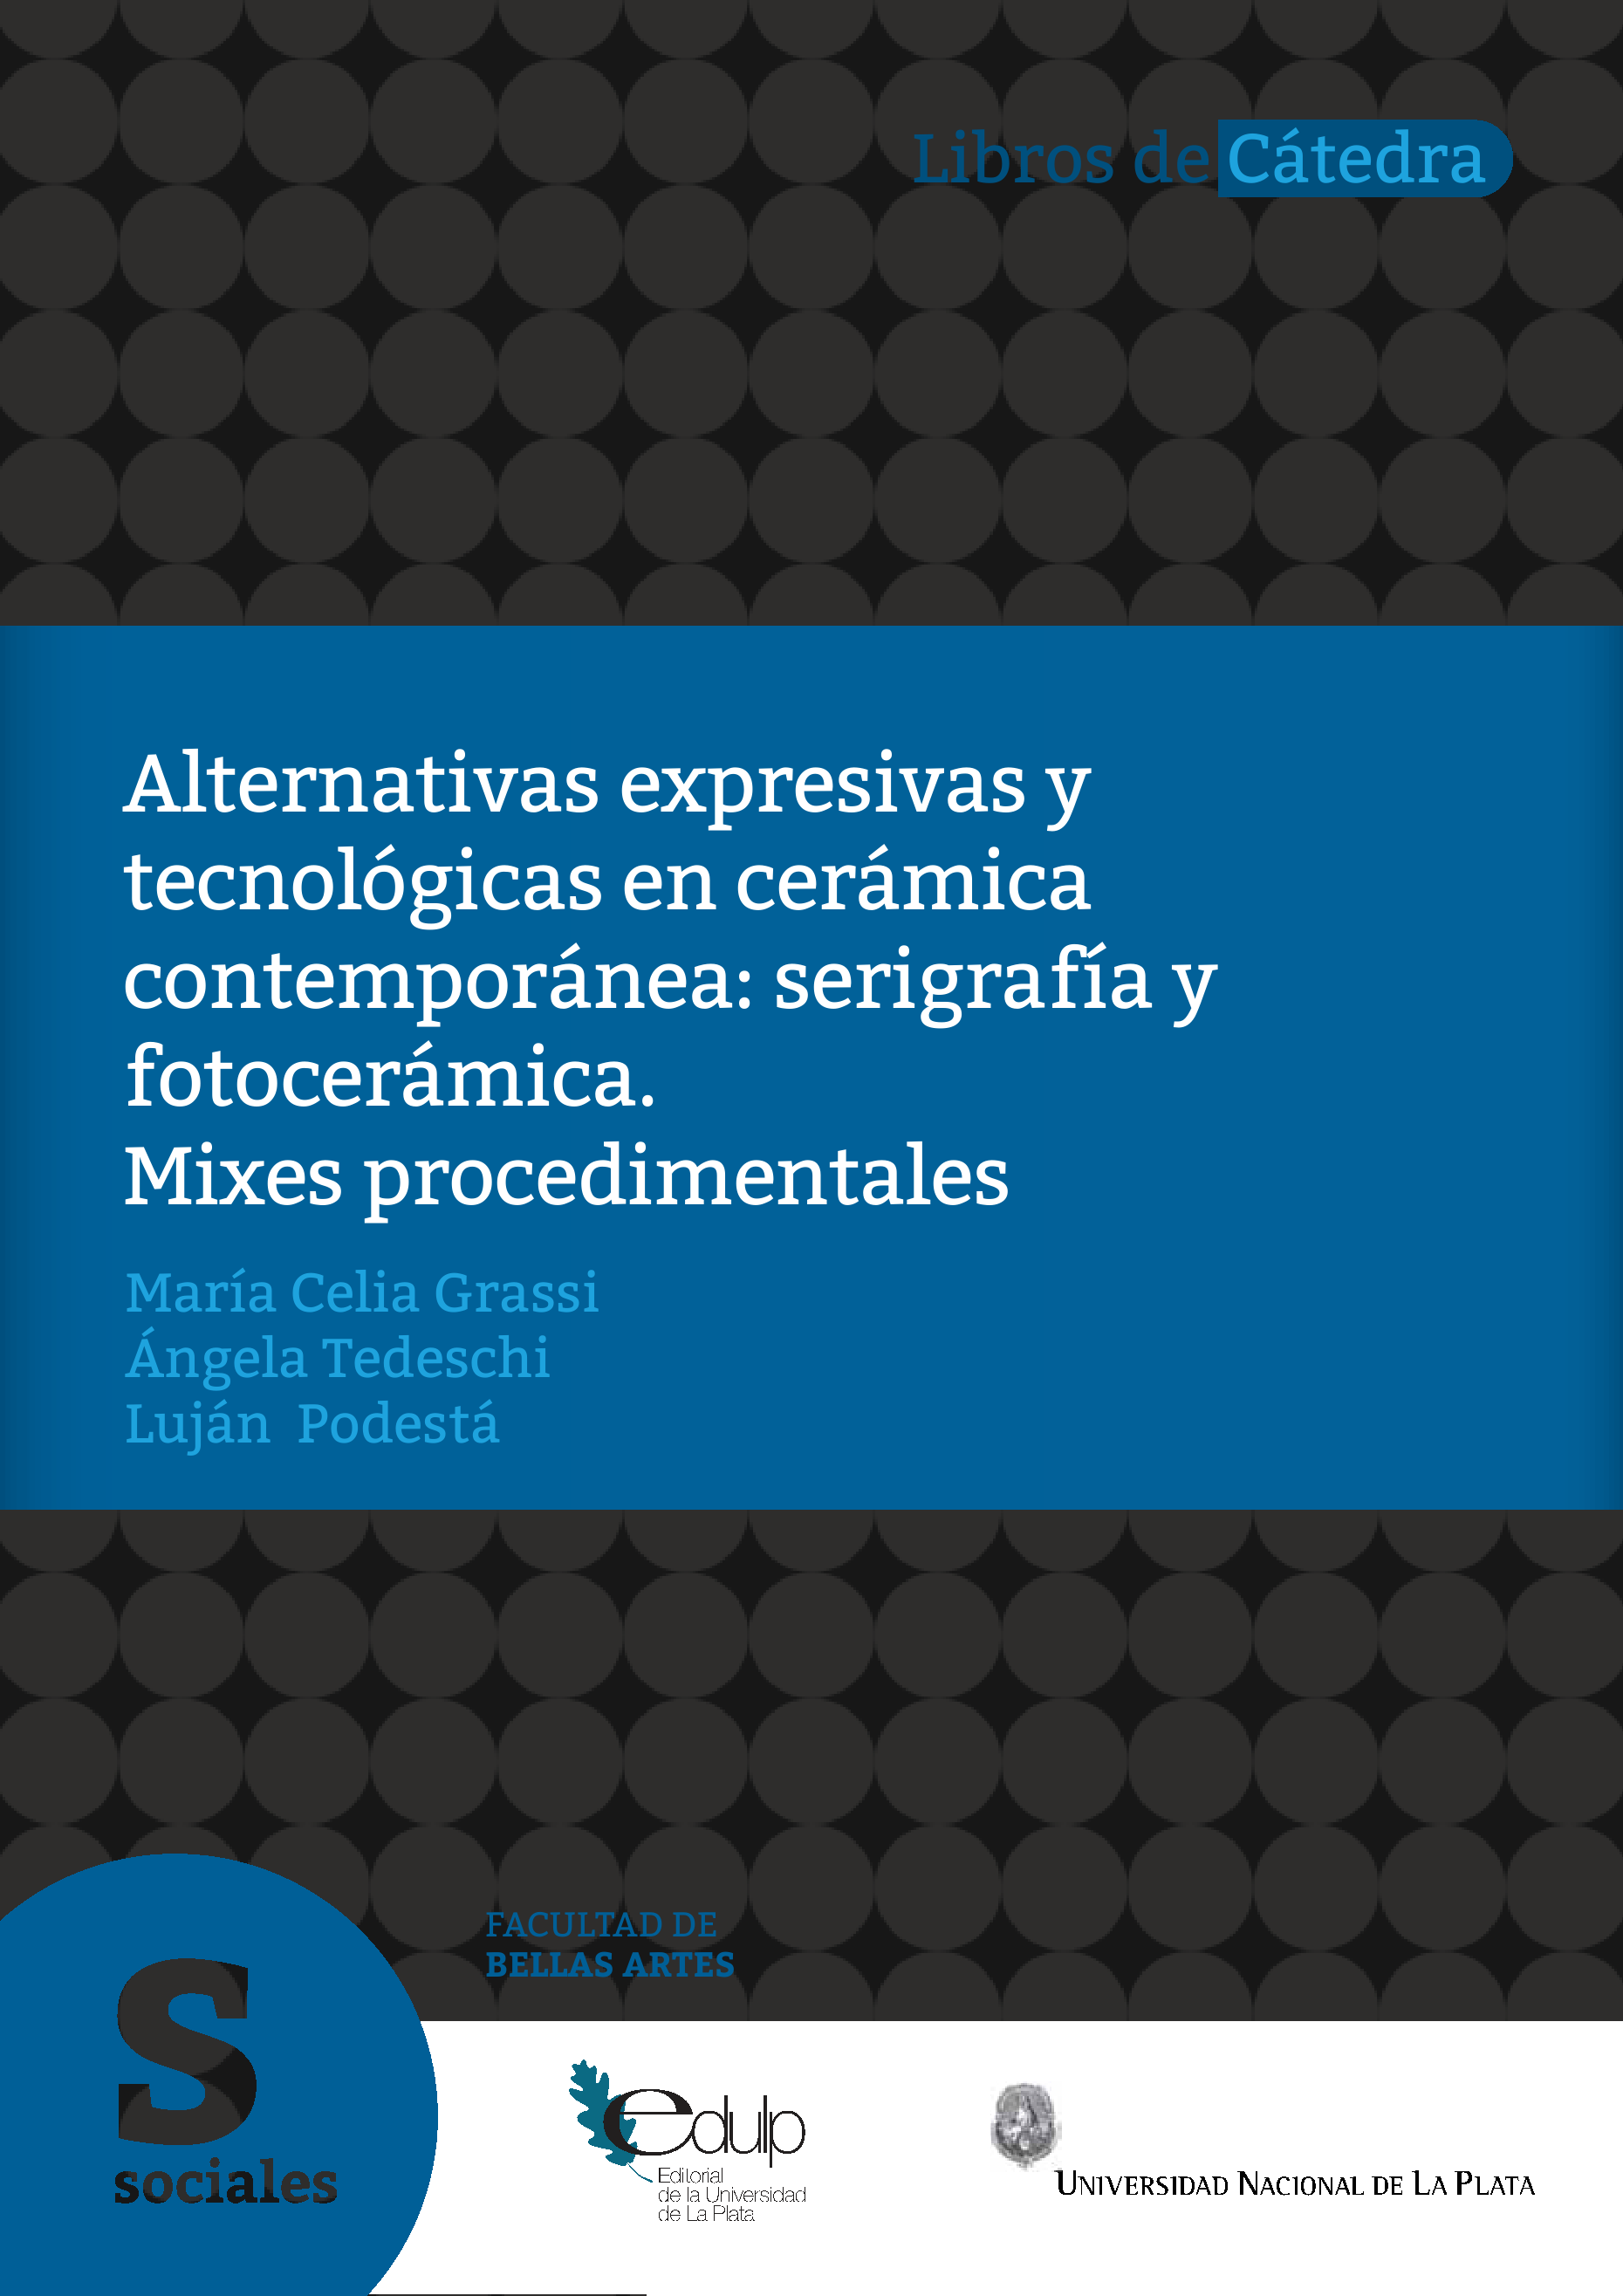 Libros de Cátedra
Alternativas expresivas y
tecnológicas en cerámica
contemporánea: serigrafía y
fotocerámica.
Mixes procedimentales
María Celia Grassi
Ángela Tedeschi
Luján Podestá
FACULTAD DE
BELLAS ARTES
S
sociales
edulp
Editorial
de la Universidad
de La Plata
UNIVERSIDAD NACIONAL DE LA PLATA